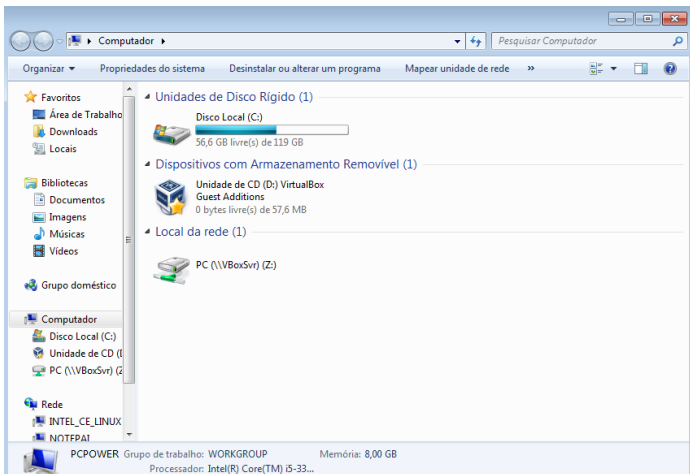 Computador
Pesquisar Computador
Organizar Propriedades do sistema Desinstalar ou alterar um programa Mapear unidade de rede »
Favoritos
Área de Trabalho
Downloads
Locais
Bibliotecas
Documentos
Imagens
Músicas
Vídeos
Grupo doméstico
Computador
Disco Local (C:)
Unidade de CD (D
PC (\\VBoxSvr) (Z
Rede
INTEL_CE_LINUX
NOTEPAI
Unidades de Disco Rígido (1)
Disco Local (C:)
56,6 GB livre(s) de 119 GB
Dispositivos com Armazenamento Removível (1)
Unidade de CD (D:) VirtualBox
Guest Additions
0 bytes livre(s) de 57,6 MB
Local da rede (1)
PC (\\VBoxSvr) (Z:)
PCPOWER Grupo de trabalho: WORKGROUP Memória: 8,00 GB
Processador: Intel(R) Core(TM) i5-33...